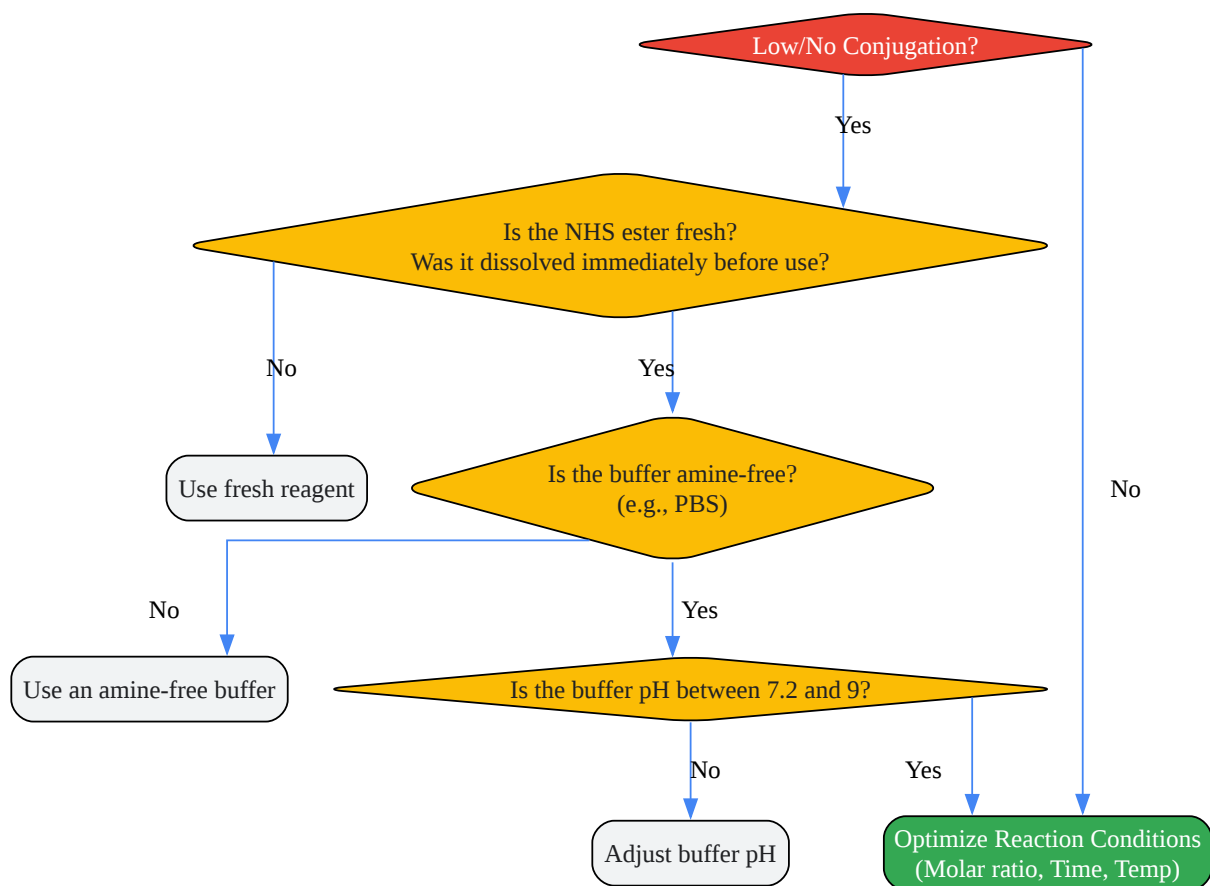 Low/No Conjugation?
Yes
Is the NHS ester fresh?
Was it dissolved immediately before use?
No
Yes
Use fresh reagent
Is the buffer amine-free?
(e.g., PBS)
No
No
Yes
Use an amine-free buffer
Is the buffer pH between 7.2 and 9?
No
Yes
Adjust buffer pH
Optimize Reaction Conditions
(Molar ratio, Time, Temp)